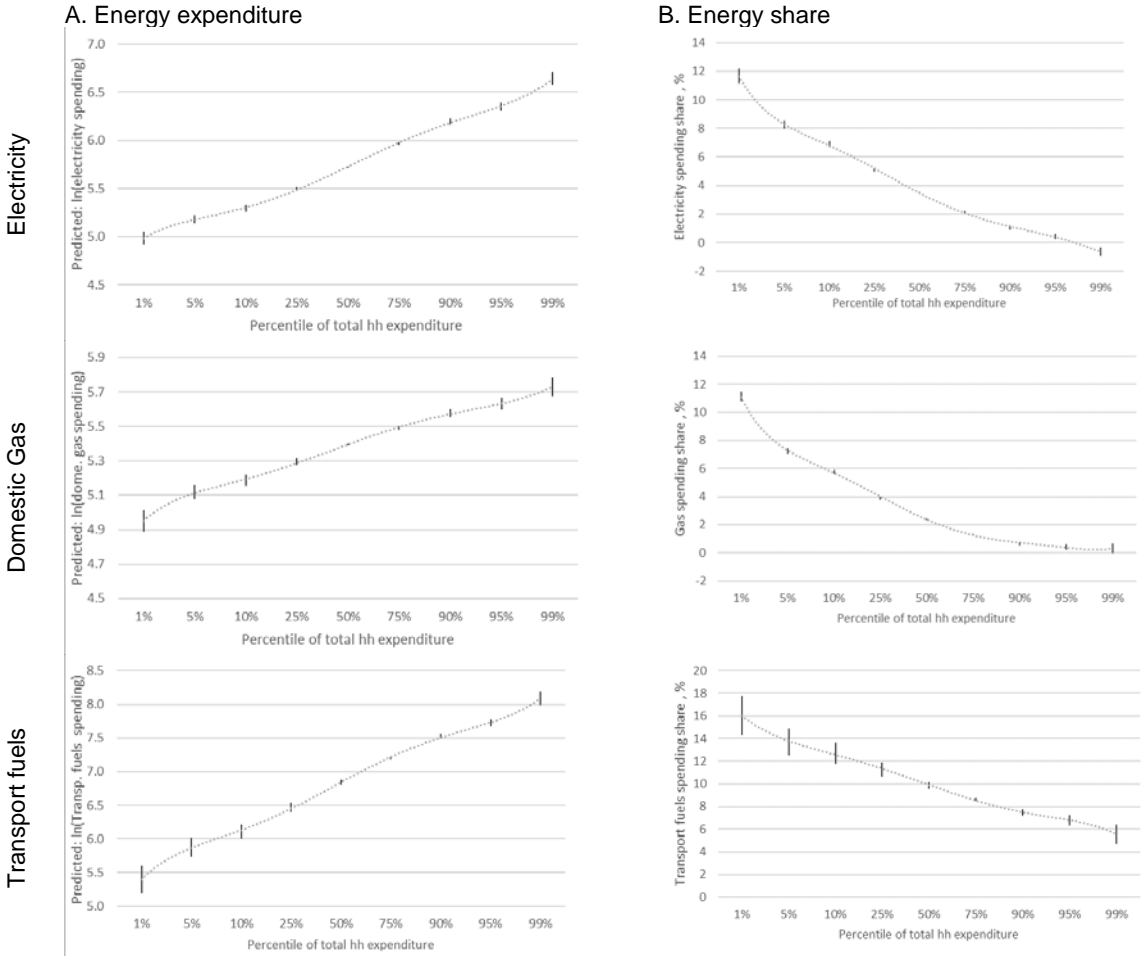 A. Energy expenditure
B. Energy share
Electricity
Predicted: ln(electricity spending)
7.0
6.5
6.0
5.5
5.0
4.5
1% 5% 10% 25% 50% 75% 90% 95% 99%
Percentile of total hh expenditure
Electricity spending share , %
14
12
10
8
6
4
2
0
-2
1% 5% 10% 25% 50% 75% 90% 95% 99%
Percentile of total hh expenditure
Domestic Gas
Predicted: ln(dome. gas spending)
5.9
5.7
5.5
5.3
5.1
4.9
4.7
4.5
1% 5% 10% 25% 50% 75% 90% 95% 99%
Percentile of total hh expenditure
Gas spending share , %
14
12
10
8
6
4
2
0
-2
1% 5% 10% 25% 50% 75% 90% 95% 99%
Percentile of total hh expenditure
Transport fuels
Predicted: ln(Transp. fuels spending)
8.5
8.0
7.5
7.0
6.5
6.0
5.5
5.0
1% 5% 10% 25% 50% 75% 90% 95% 99%
Percentile of total hh expenditure
Transport fuels spending share , %
20
18
16
14
12
10
8
6
4
2
0
1% 5% 10% 25% 50% 75% 90% 95% 99%
Percentile of total hh expenditure